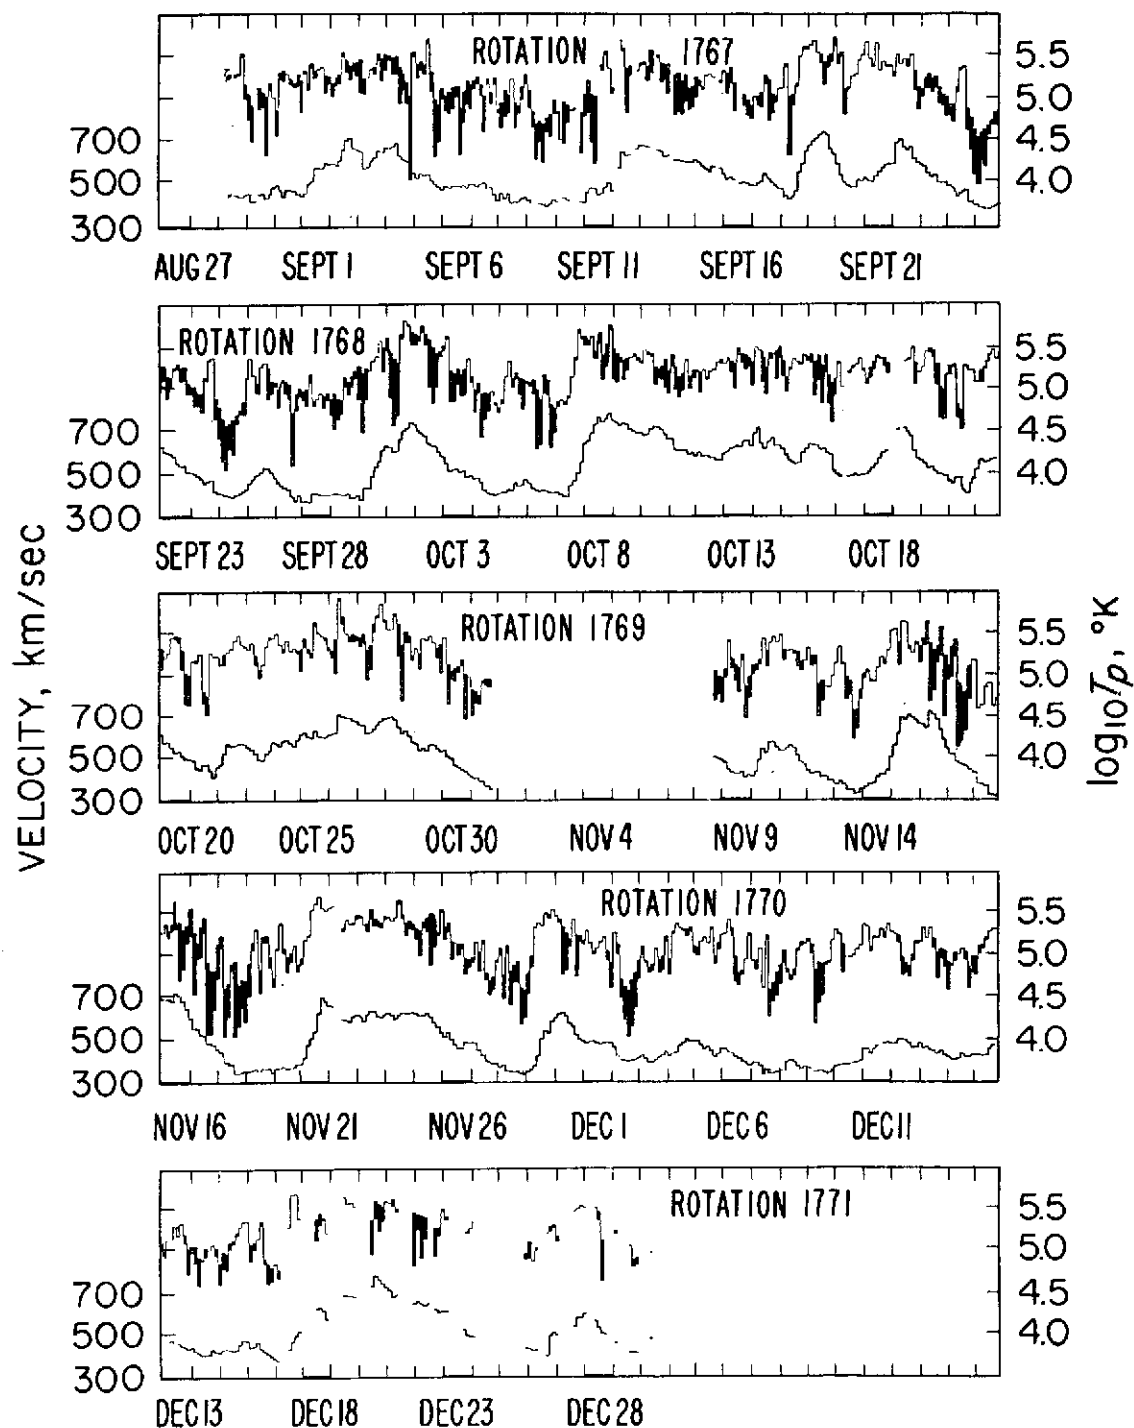 ROTATION 1767
5.5
5.0
700 4.5
500 4.0
300
AUG 27 SEPT 1 SEPT 6 SEPT 11 SEPT 16 SEPT 21
ROTATION 1768
5.5
5.0
700 4.5
500 4.0
300
SEPT 23 SEPT 28 OCT 3 OCT 8 OCT 13 OCT 18
ROTATION 1769
5.5
5.0
700 4.5
500 4.0
300
OCT 20 OCT 25 OCT 30 NOV 4 NOV 9 NOV 14
ROTATION 1770
5.5
5.0
700 4.5
500 4.0
300
NOV 16 NOV 21 NOV 26 DEC 1 DEC 6 DEC 11
ROTATION 1771
5.5
5.0
700 4.5
500 4.0
300
DEC 13 DEC 18 DEC 23 DEC 28
VELOCITY, km/sec
log10Tp, °K